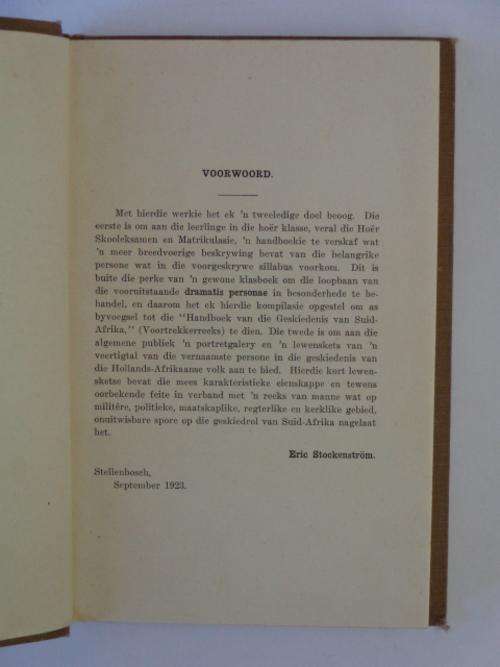 VOORWOORD.
Met hierdie werkie het ek 'n tweeledige doel beoog. Die
eerste is om aan die leerlinge in die hoër klasse, veral die Hoër
Skooleksamen en Matrikulasie, 'n handboekie te verskaf wat
'n meer breedvoerige beskrywing bevat van die belangrike
persone wat in die voorgeskrywe sillabus voorkom. Dit is
buite die perke van 'n gewone klasboek om die loopbaan van
die vooruitstaande dramatis personae in besonderhede te be-
handel, en daarom het ek hierdie kompilasie opgestel om as
byvoegsel tot die "Handboek van die Geskiedenis van Suid-
Afrika," (Voortrekkerreeks) te dien. Die twede is om aan die
algemene publiek 'n portretgalery en 'n lewenskets van 'n
veertigtal van die vernaamste persone in die geskiedenis van
die Hollands-Afrikaanse volk aan te bied. Hierdie kort lewen-
sketse bevat die mees karakteristieke eienskappe en tewens
oorbekende feite in verband met 'n reeks van manne wat op
militêre, politieke, maatskaplike, regterlike en kerklike gebied,
onuitwisbare spore op die geskiedrol van Suid-Afrika nagelaat
het.
Eric Stockenström.
Stellenbosch,
September 1923.